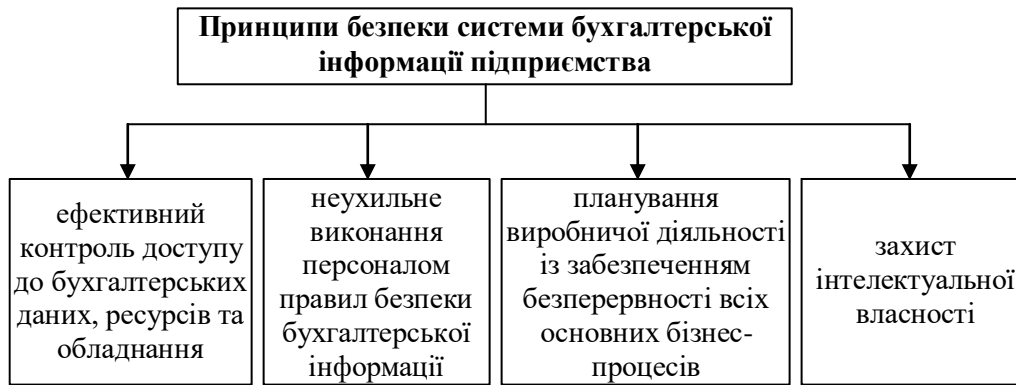 Принципи безпеки системи бухгалтерської
інформації підприємства
ефективний
контроль доступу
до бухгалтерських
даних, ресурсів та
обладнання
неухильне
виконання
персоналом
правил безпеки
бухгалтерської
інформації
планування
виробничої діяльності
із забезпеченням
безперервності всіх
основних бізнес-
процесів
захист
інтелектуальної
власності